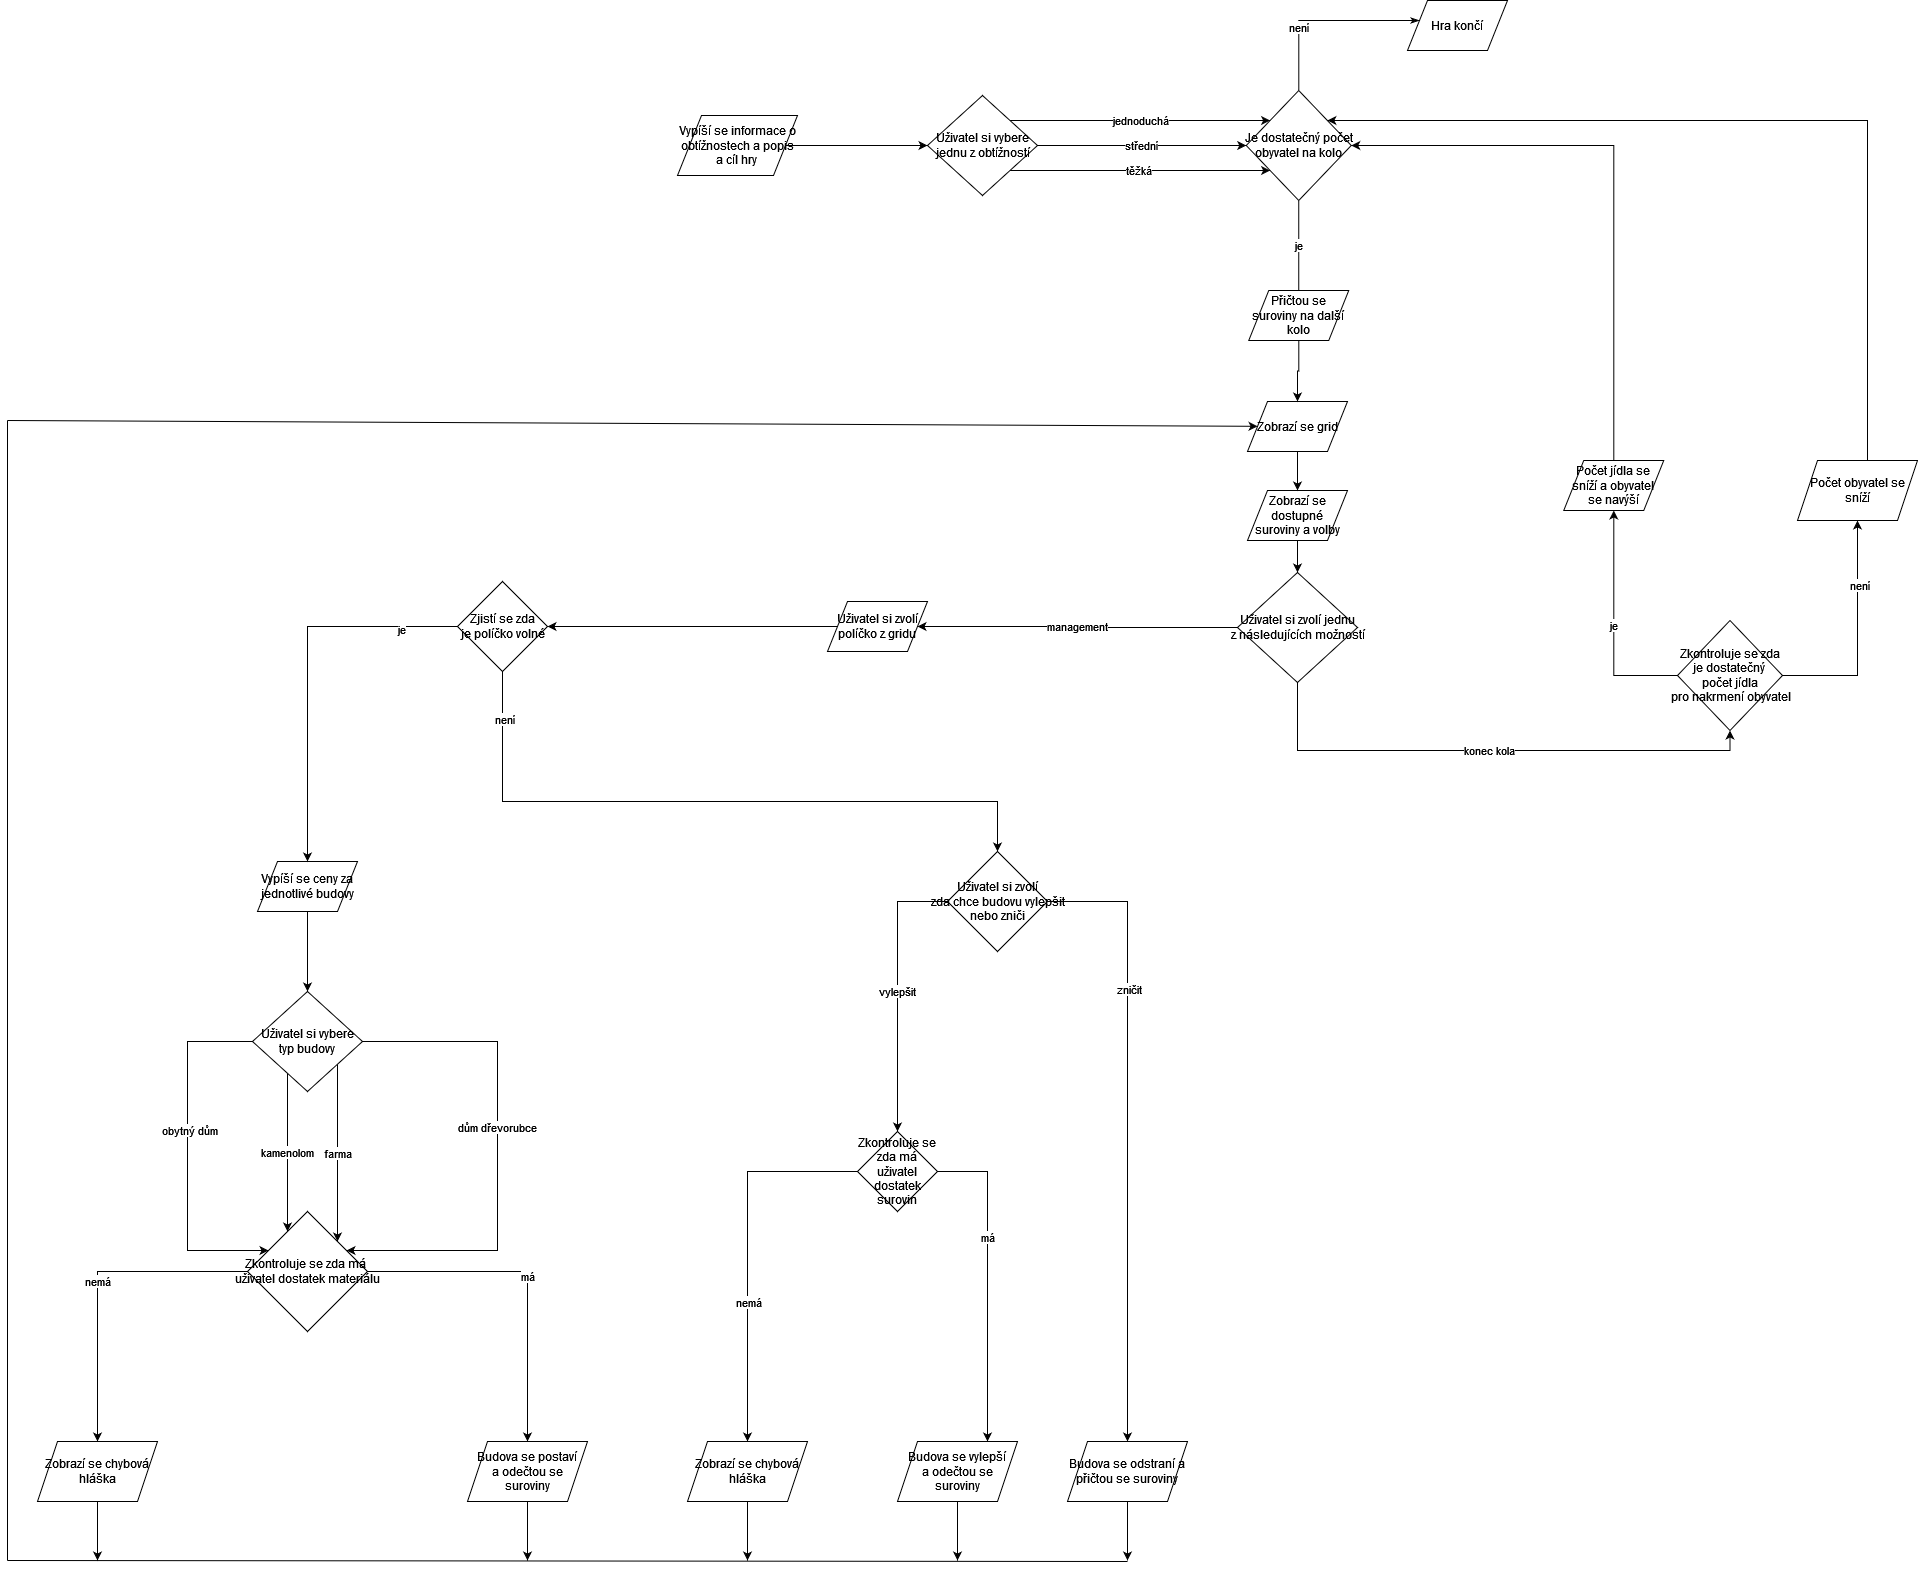 není
Hra končí
Vypíší se informace o
obtížnostech a popis
a cíl hry
Uživatel si vybere
jednu z obtížností
jednoduchá
střední
těžká
Je dostatečný počet
obyvatel na kolo
je
Přičtou se
suroviny na další
kolo
Zobrazí se grid
Zobrazí se
dostupné
suroviny a volby
Počet jídla se
sníží a obyvatel
se navýší
Počet obyvatel se
sníží
není
je
Zkontroluje se zda
je dostatečný
počet jídla
pro nakrmení obyvatel
Uživatel si zvolí jednu
z následujících možností
management
konec kola
Uživatel si zvolí
políčko z gridu
Zjistí se zda
je políčko volné
je
není
Vypíší se ceny za
jednotlivé budovy
Uživatel si zvolí
zda chce budovu vylepšit
nebo zniči
vylepšit
zničit
Uživatel si vybere
typ budovy
obytný dům
kamenolom
farma
dům dřevorubce
Zkontroluje se
zda má
uživatel
dostatek
surovin
Zkontroluje se zda má
uživatel dostatek materiálu
nemá
má
nemá
má
Zobrazí se chybová
hláška
Budova se postaví
a odečtou se
suroviny
Zobrazí se chybová
hláška
Budova se vylepší
a odečtou se
suroviny
Budova se odstraní a
přičtou se suroviny